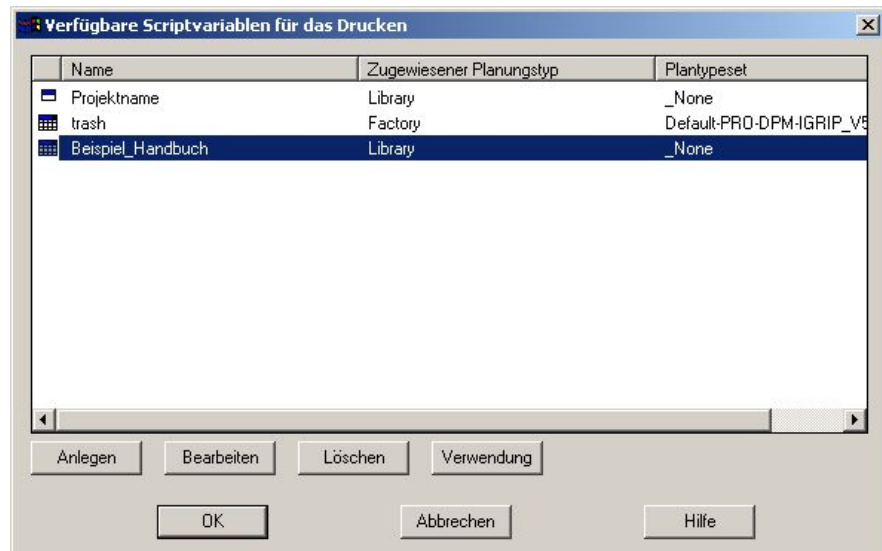 Verfügbare Scriptvariablen für das Drucken
Name Zugewiesener Planungstyp Plantypeset
Projektname Library _None
trash Factory Default-PRO-DPM-IGRIP_V5
Beispiel_Handbuch Library _None
Anlegen Bearbeiten Löschen Verwendung
OK Abbrechen Hilfe